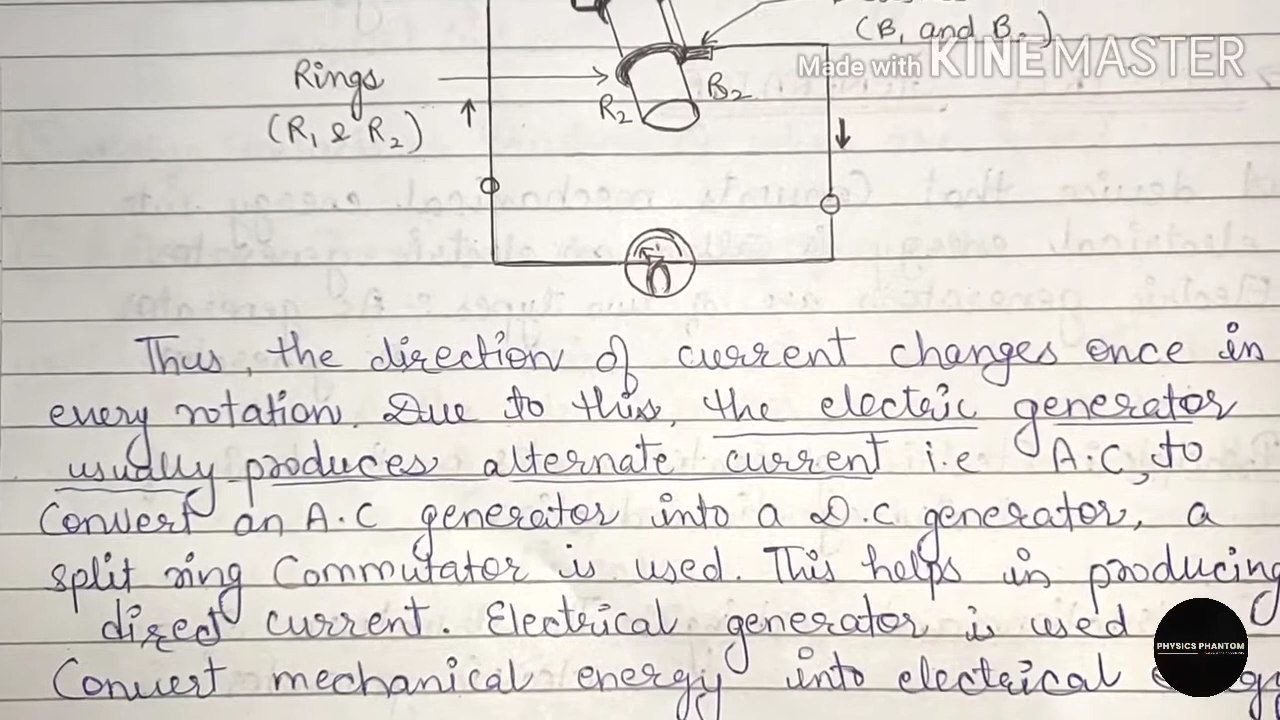 (B₁ and B₂)
Made with KINEMASTER
Rings
(R₁ & R₂)
R₂
B₂
Thus, the direction of current changes once in
every rotation. Due to this, the electric generator
usually produces alternate current i.e A.C, to
Convert an A.C generator into a D.C generator, a
split ring Commutator is used. This helps in producing
direct current. Electrical generator is used
Convert mechanical energy into electrical energy
PHYSICS PHANTOM